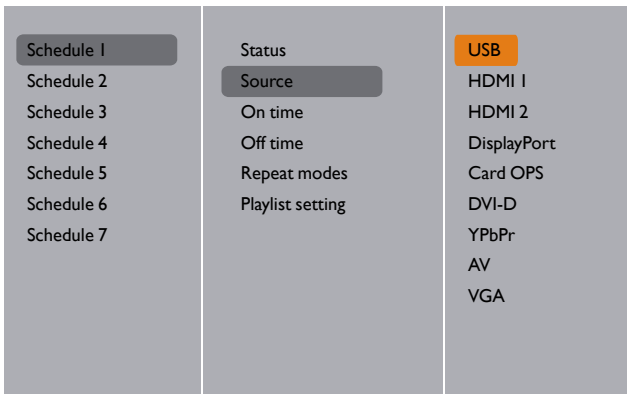 Schedule 1
Schedule 2
Schedule 3
Schedule 4
Schedule 5
Schedule 6
Schedule 7
Status
Source
On time
Off time
Repeat modes
Playlist setting
USB
HDMI 1
HDMI 2
DisplayPort
Card OPS
DVI-D
YPbPr
AV
VGA